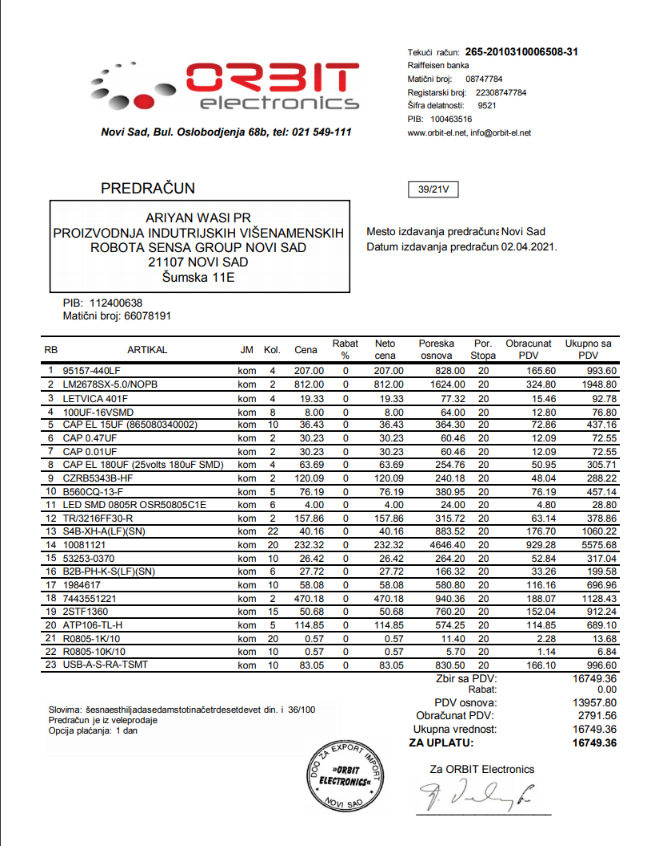 ORBIT
electronics
Novi Sad, Bul. Oslobodjenja 68b, tel: 021 549-111
Tekući račun: 265-2010310006508-31
Raiffeisen banka
Matični broj: 08747784
Registarski broj: 22308747784
Šifra delatnosti: 9521
PIB: 100463516
www.orbit-el.net, info@orbit-el.net
PREDRAČUN
39/21V
ARIYAN WASI PR
PROIZVODNJA INDUTRIJSKIH VIŠENAMENSKIH
ROBOTA SENSA GROUP NOVI SAD
21107 NOVI SAD
Šumska 11E
Mesto izdavanja predračuna Novi Sad
Datum izdavanja predračun 02.04.2021.
PIB: 112400638
Matični broj: 66078191
RB ARTIKAL JM Kol. Cena Rabat % Neto cena Poreska osnova Por. Stopa Obracunat PDV Ukupno sa PDV
1 95157-440LF kom 4 207.00 0 207.00 828.00 20 165.60 993.60
2 LM2678SX-5.0/NOPB kom 2 812.00 0 812.00 1624.00 20 324.80 1948.80
3 LETVICA 401F kom 4 19.33 0 19.33 77.32 20 15.46 92.78
4 100UF-16VSMD kom 8 8.00 0 8.00 64.00 20 12.80 76.80
5 CAP EL 15UF (865080340002) kom 10 36.43 0 36.43 364.30 20 72.86 437.16
6 CAP 0.47UF kom 2 30.23 0 30.23 60.46 20 12.09 72.55
7 CAP 0.01UF kom 2 30.23 0 30.23 60.46 20 12.09 72.55
8 CAP EL 180UF (25volts 180uF SMD) kom 4 63.69 0 63.69 254.76 20 50.95 305.71
9 CZRB5343B-HF kom 2 120.09 0 120.09 240.18 20 48.04 288.22
10 B560CQ-13-F kom 5 76.19 0 76.19 380.95 20 76.19 457.14
11 LED SMD 0805R OSR50805C1E kom 6 4.00 0 4.00 24.00 20 4.80 28.80
12 TR/3216FF30-R kom 2 157.86 0 157.86 315.72 20 63.14 378.86
13 S4B-XH-A(LF)(SN) kom 22 40.16 0 40.16 883.52 20 176.70 1060.22
14 10081121 kom 20 232.32 0 232.32 4646.40 20 929.28 5575.68
15 53253-0370 kom 10 26.42 0 26.42 264.20 20 52.84 317.04
16 B2B-PH-K-S(LF)(SN) kom 6 27.72 0 27.72 166.32 20 33.26 199.58
17 1984617 kom 10 58.08 0 58.08 580.80 20 116.16 696.96
18 7443551221 kom 2 470.18 0 470.18 940.36 20 188.07 1128.43
19 2STF1360 kom 15 50.68 0 50.68 760.20 20 152.04 912.24
20 ATP106-TL-H kom 5 114.85 0 114.85 574.25 20 114.85 689.10
21 R0805-1K/10 kom 20 0.57 0 0.57 11.40 20 2.28 13.68
22 R0805-10K/10 kom 10 0.57 0 0.57 5.70 20 1.14 6.84
23 USB-A-S-RA-TSMT kom 10 83.05 0 83.05 830.50 20 166.10 996.60
Zbir sa PDV: 16749.36
Rabat: 0.00
PDV osnova: 13957.80
Obračunat PDV: 2791.56
Ukupna vrednost: 16749.36
ZA UPLATU: 16749.36
Slovima: šesnaesthiljadasedamstotinačetrdesetdevet din. i 36/100
Predračun je iz veleprodaje
Opcija plaćanja: 1 dan
DOO ZA EXPORT IMPORT
»ORBIT
ELECTRONICS«
NOVI SAD
Za ORBIT Electronics